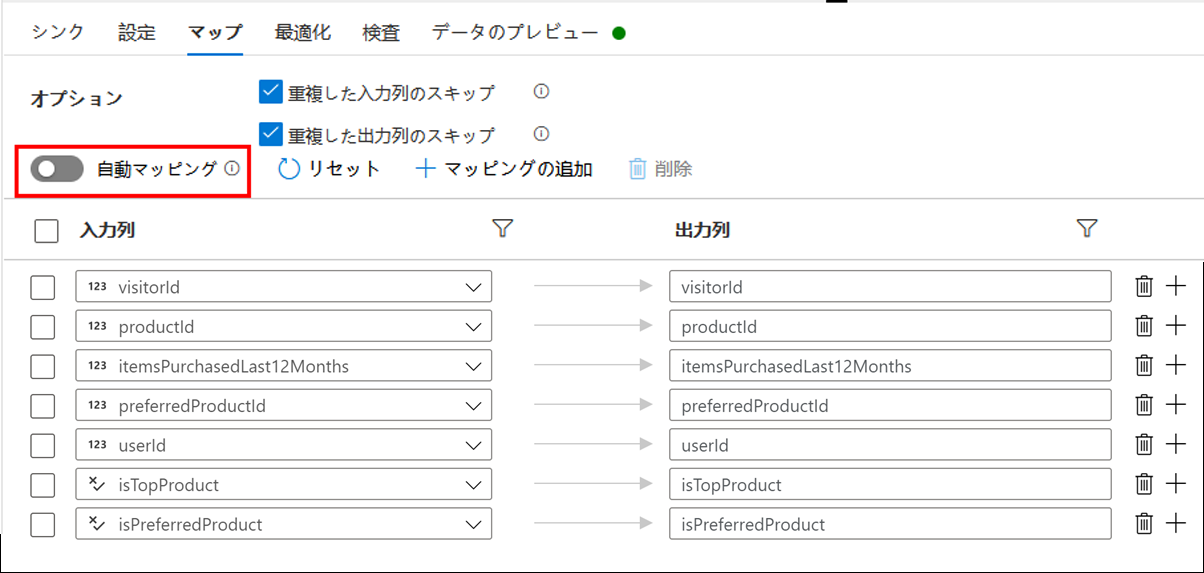 シンク 設定 マップ 最適化 検査 データのプレビュー
オプション
重複した入力列のスキップ
重複した出力列のスキップ
自動マッピング リセット マッピングの追加 削除
入力列 出力列
123 visitorId visitorId
123 productId productId
123 itemsPurchasedLast12Months itemsPurchasedLast12Months
123 preferredProductId preferredProductId
123 userId userId
isTopProduct isTopProduct
isPreferredProduct isPreferredProduct